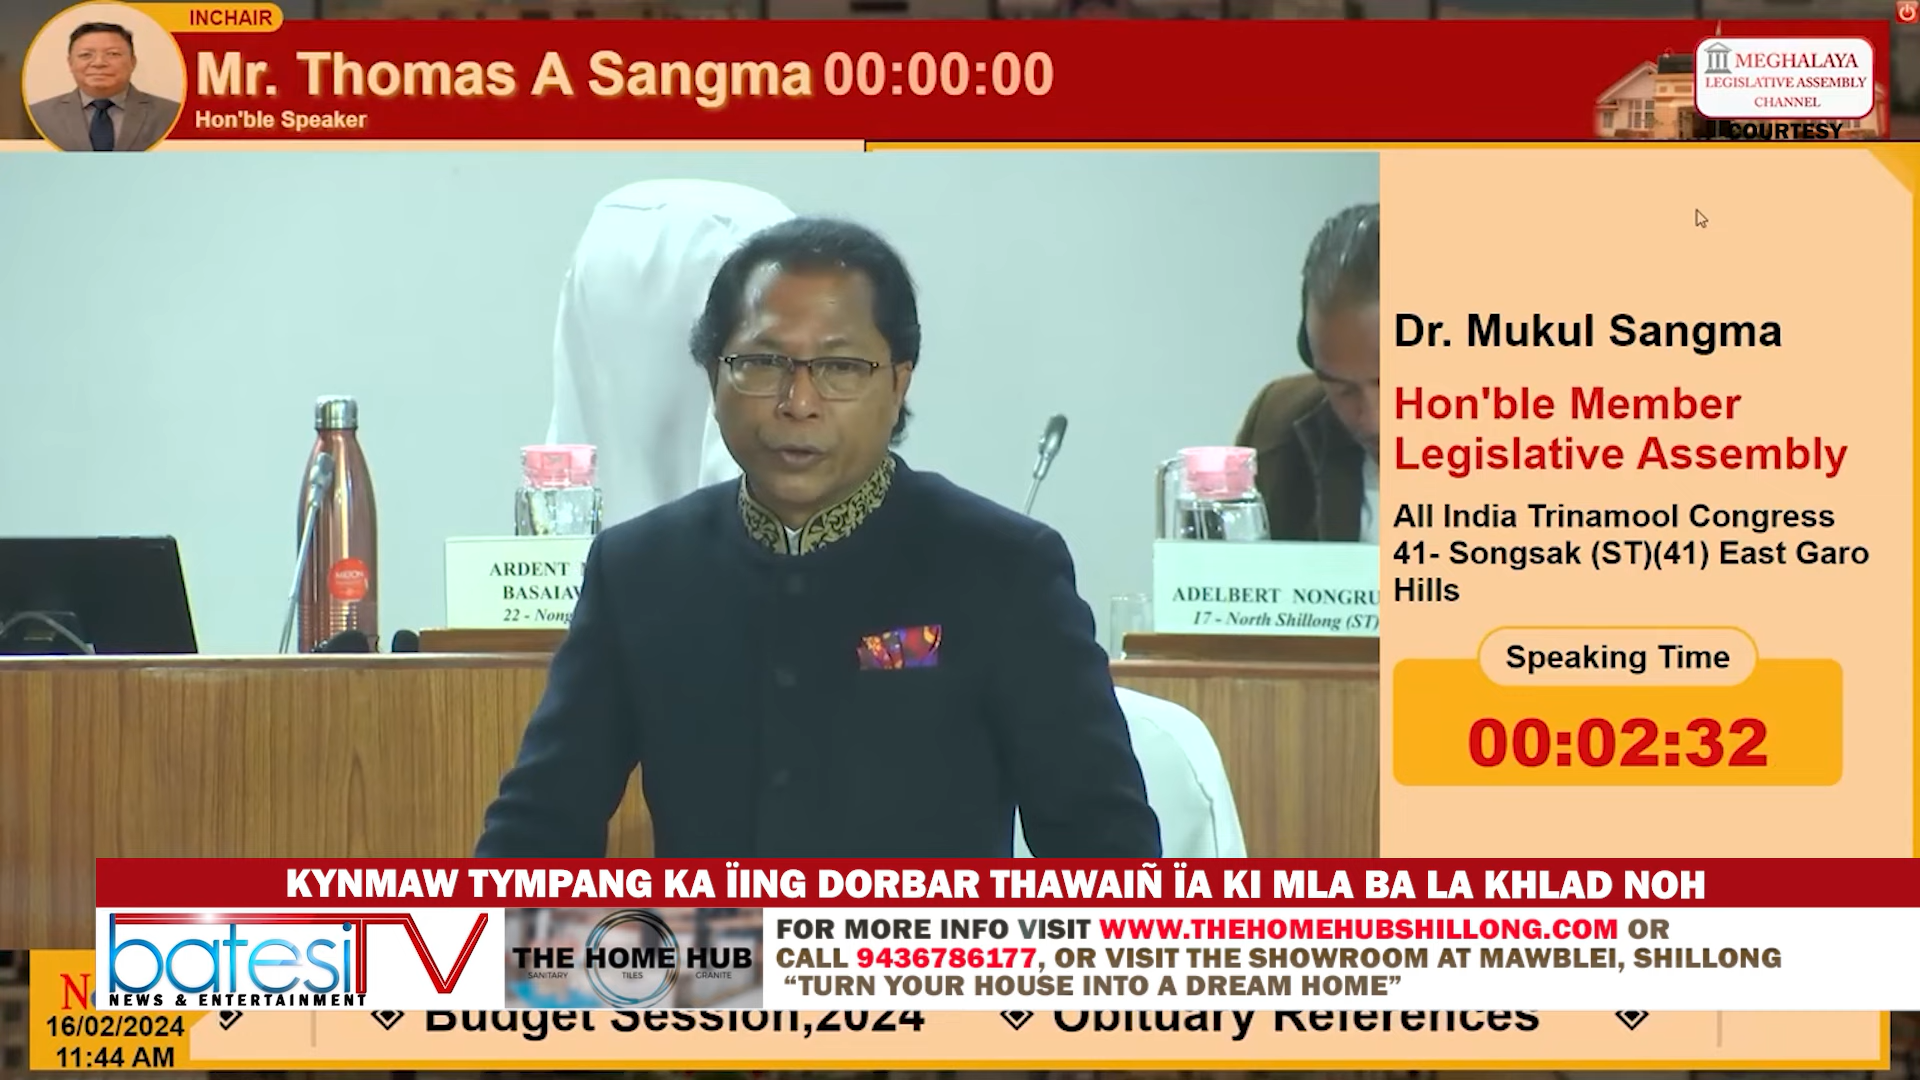 INCHAIR
Mr. Thomas A Sangma 00:00:00
Hon'ble Speaker
MEGHALAYA
LEGISLATIVE ASSEMBLY
CHANNEL
COURTESY
Dr. Mukul Sangma
Hon'ble Member
Legislative Assembly
All India Trinamool Congress
41- Songsak (ST)(41) East Garo
Hills
Speaking Time
00:02:32
ARDENT
22 -
ADELBERT
17 - North Shillong (ST)
KYNMAW TYMPANG KA ÏING DORBAR THAWAIÑ ÏA KI MLA BA LA KHLAD NOH
batesi TV
NEWS & ENTERTAINMENT
THE HOME HUB
SANITARY TILES GRANITE
FOR MORE INFO VISIT WWW.THEHOMEHUBSHILLONG.COM OR
CALL 9436786177, OR VISIT THE SHOWROOM AT MAWBLEI, SHILLONG
“TURN YOUR HOUSE INTO A DREAM HOME”
16/02/2024
11:44 AM
Budget Session,2024
Obituary References